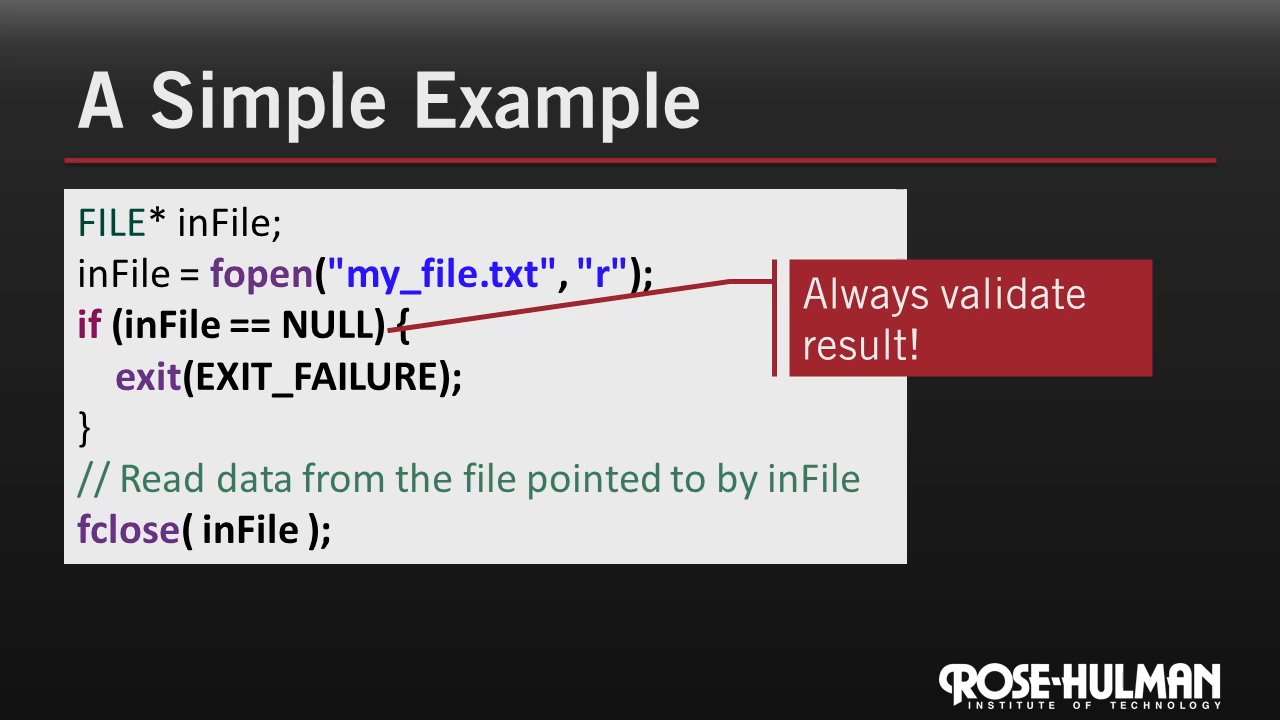 A Simple Example
FILE* inFile;
inFile = fopen("my_file.txt", "r");
if (inFile == NULL) {
exit(EXIT_FAILURE);
}
// Read data from the file pointed to by inFile
fclose( inFile );
Always validate
result!
ROSE-HULMAN
INSTITUTE OF TECHNOLOGY